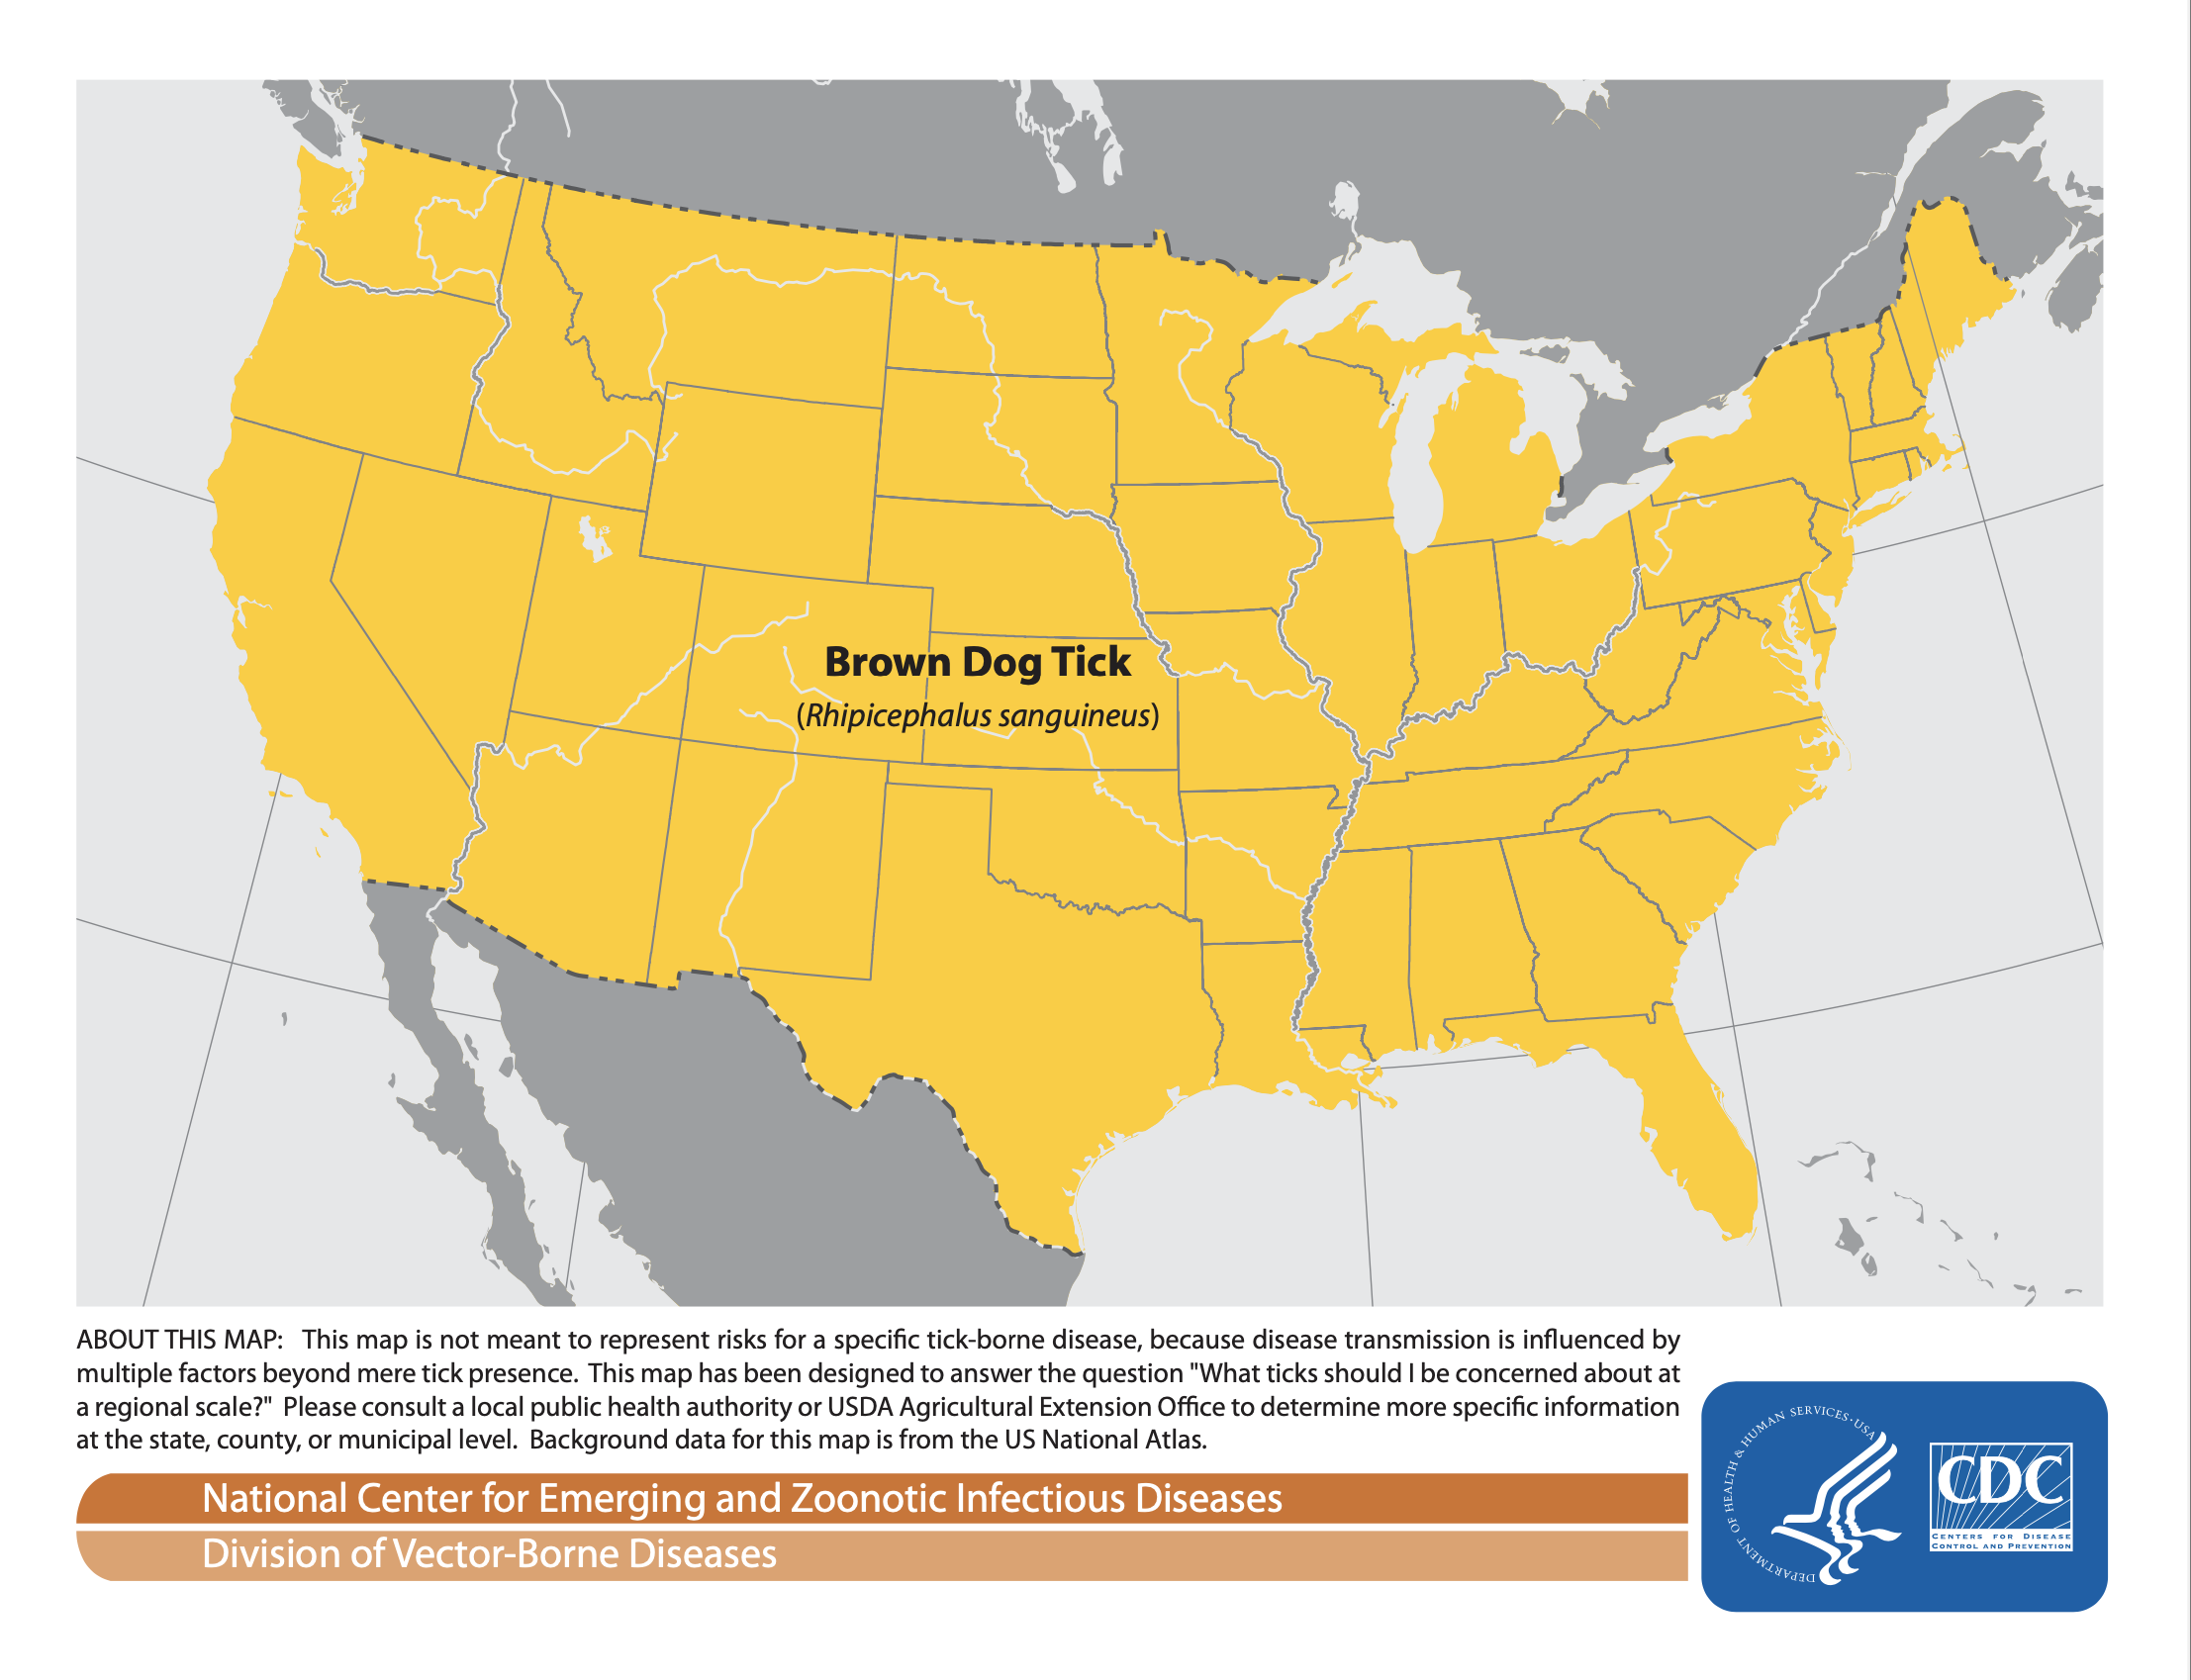 Brown Dog Tick
(Rhipicephalus sanguineus)
ABOUT THIS MAP:   This map is not meant to represent risks for a specific tick-borne disease, because disease transmission is influenced by
multiple factors beyond mere tick presence.  This map has been designed to answer the question "What ticks should I be concerned about at
a regional scale?"  Please consult a local public health authority or USDA Agricultural Extension Office to determine more specific information
at the state, county, or municipal level.  Background data for this map is from the US National Atlas.
National Center for Emerging and Zoonotic Infectious Diseases
Division of Vector-Borne Diseases
DEPARTMENT OF HEALTH & HUMAN SERVICES·USA
CDC
CENTERS FOR DISEASE
CONTROL AND PREVENTION